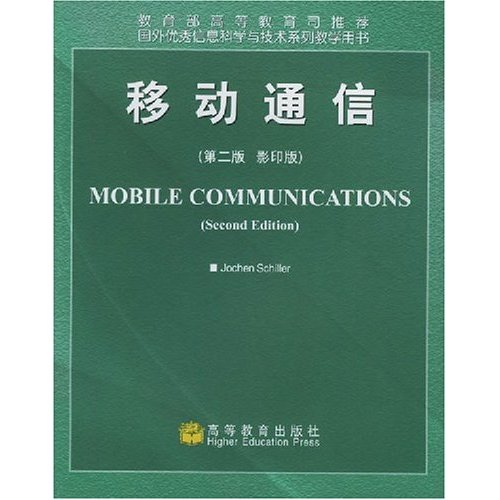 教育部高等教育司推荐
国外优秀信息科学与技术系列教学用书
移动通信
(第二版 影印版)
MOBILE COMMUNICATIONS
(Second Edition)
Jochen Schiller
高等教育出版社
Higher Education Press